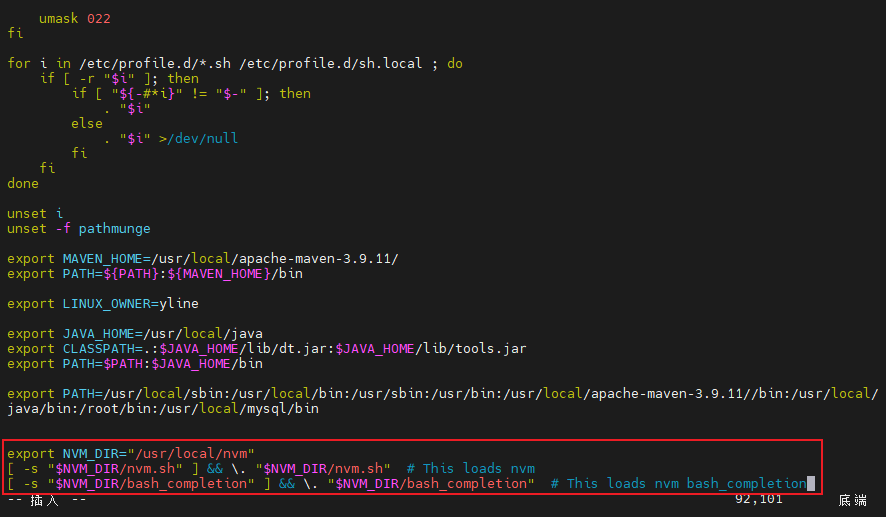 umask 022
fi

for i in /etc/profile.d/*.sh /etc/profile.d/sh.local ; do
    if [ -r "$i" ]; then
        if [ "${-#*i}" != "$-" ]; then
            . "$i"
        else
            . "$i" >/dev/null
        fi
    fi
done

unset i
unset -f pathmunge

export MAVEN_HOME=/usr/local/apache-maven-3.9.11/
export PATH=${PATH}:${MAVEN_HOME}/bin

export LINUX_OWNER=yline

export JAVA_HOME=/usr/local/java
export CLASSPATH=.:$JAVA_HOME/lib/dt.jar:$JAVA_HOME/lib/tools.jar
export PATH=$PATH:$JAVA_HOME/bin

export PATH=/usr/local/sbin:/usr/local/bin:/usr/sbin:/usr/bin:/usr/local/apache-maven-3.9.11//bin:/usr/local/
java/bin:/root/bin:/usr/local/mysql/bin

export NVM_DIR="/usr/local/nvm"
[ -s "$NVM_DIR/nvm.sh" ] && \. "$NVM_DIR/nvm.sh"  # This loads nvm
[ -s "$NVM_DIR/bash_completion" ] && \. "$NVM_DIR/bash_completion"  # This loads nvm bash_completion
-- 插入 -- 92,101 底端